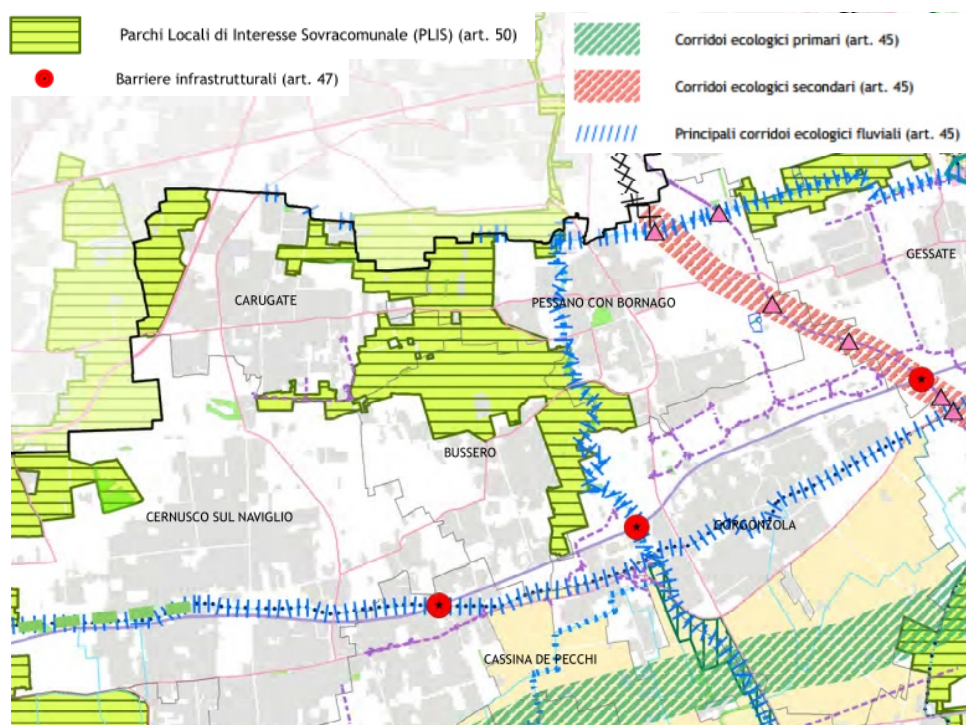 Parchi Locali di Interesse Sovracomunale (PLIS) (art. 50)
Barriere infrastrutturali (art. 47)
Corridoi ecologici primari (art. 45)
Corridoi ecologici secondari (art. 45)
Principali corridoi ecologici fluviali (art. 45)
GESSATE
CARUGATE
PESSANO CON BORNAGO
BUSSERO
CERNUSCO SUL NAVIGLIO
GORGONZOLA
CASSINA DE PECCHI